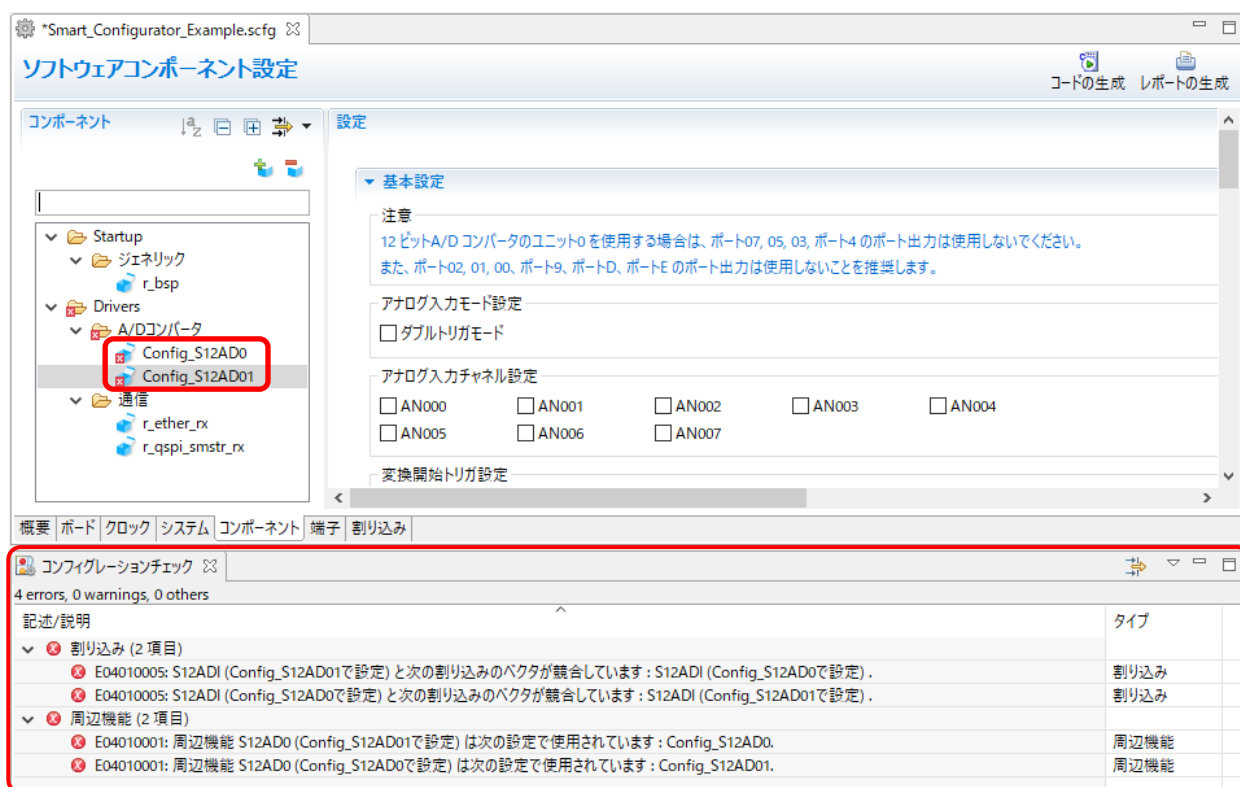 *Smart_Configurator_Example.scfg
ソフトウェアコンポーネント設定
コードの生成 レポートの生成
コンポーネント
設定
基本設定
注意
12 ビットA/D コンバータのユニット0 を使用する場合は、ポート07, 05, 03, ポート4 のポート出力は使用しないでください。
また、ポート02, 01, 00、ポート9、ポートD、ポートE のポート出力は使用しないことを推奨します。
アナログ入力モード設定
ダブルトリガモード
アナログ入力チャネル設定
AN000 AN001 AN002 AN003 AN004
AN005 AN006 AN007
変換開始トリガ設定
Startup
ジェネリック
r_bsp
Drivers
A/Dコンバータ
Config_S12AD0
Config_S12AD01
通信
r_ether_rx
r_qspi_smstr_rx
概要 ボード クロック システム コンポーネント 端子 割り込み
コンフィグレーションチェック
4 errors, 0 warnings, 0 others
記述/説明 タイプ
割り込み (2 項目)
E04010005: S12ADI (Config_S12AD01で設定) と次の割り込みのベクタが競合しています : S12ADI (Config_S12AD0で設定) . 割り込み
E04010005: S12ADI (Config_S12AD0で設定) と次の割り込みのベクタが競合しています : S12ADI (Config_S12AD01で設定) . 割り込み
周辺機能 (2 項目)
E04010001: 周辺機能 S12AD0 (Config_S12AD01で設定) は次の設定で使用されています : Config_S12AD0. 周辺機能
E04010001: 周辺機能 S12AD0 (Config_S12AD0で設定) は次の設定で使用されています : Config_S12AD01. 周辺機能